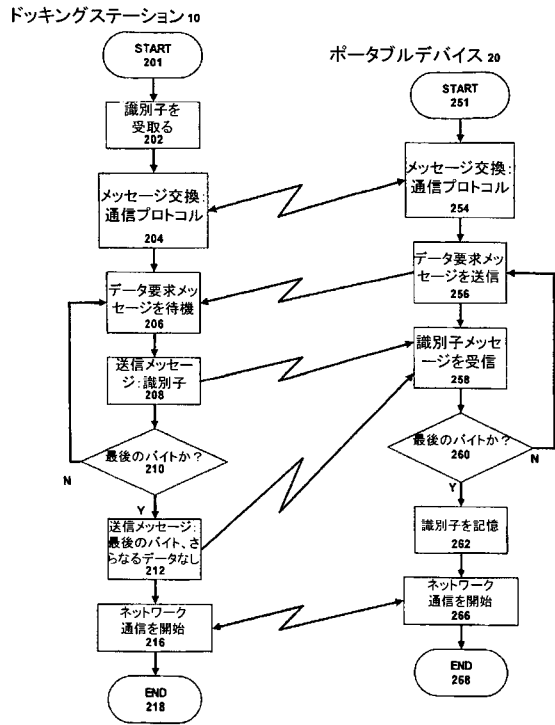 ドッキングステーション 10
START
201
識別子を
受取る
202
メッセージ交換:
通信プロトコル
204
データ要求メッ
セージを待機
206
送信メッセー
ジ:識別子
208
最後のバイトか?
210
N
Y
送信メッセージ:
最後のバイト、さ
らなるデータなし
212
ネットワーク
通信を開始
216
END
218
ポータブルデバイス 20
START
251
メッセージ交換:
通信プロトコル
254
データ要求メッ
セージを送信
256
識別子メッセ
ージを受信
258
最後のバイトか?
260
N
Y
識別子を記憶
262
ネットワーク
通信を開始
266
END
268